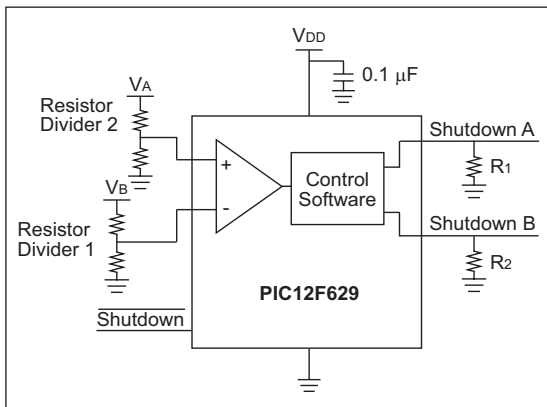 VDD
0.1 µF
VA
Resistor
Divider 2
VB
Resistor
Divider 1
+
-
Control
Software
Shutdown A
R1
Shutdown B
R2
PIC12F629
Shutdown